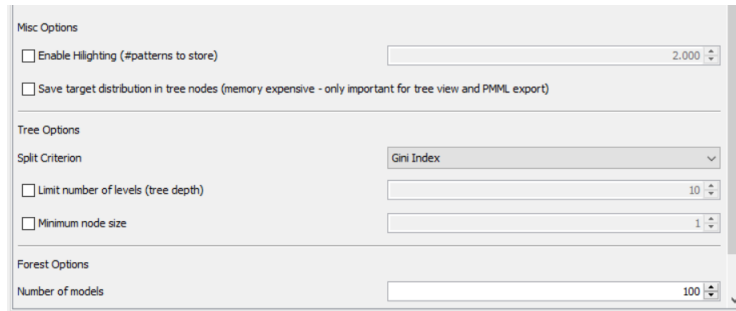 Misc Options
Enable Hilighting (#patterns to store) 2.000
Save target distribution in tree nodes (memory expensive - only important for tree view and PMML export)
Tree Options
Split Criterion Gini Index
Limit number of levels (tree depth) 10
Minimum node size 1
Forest Options
Number of models 100